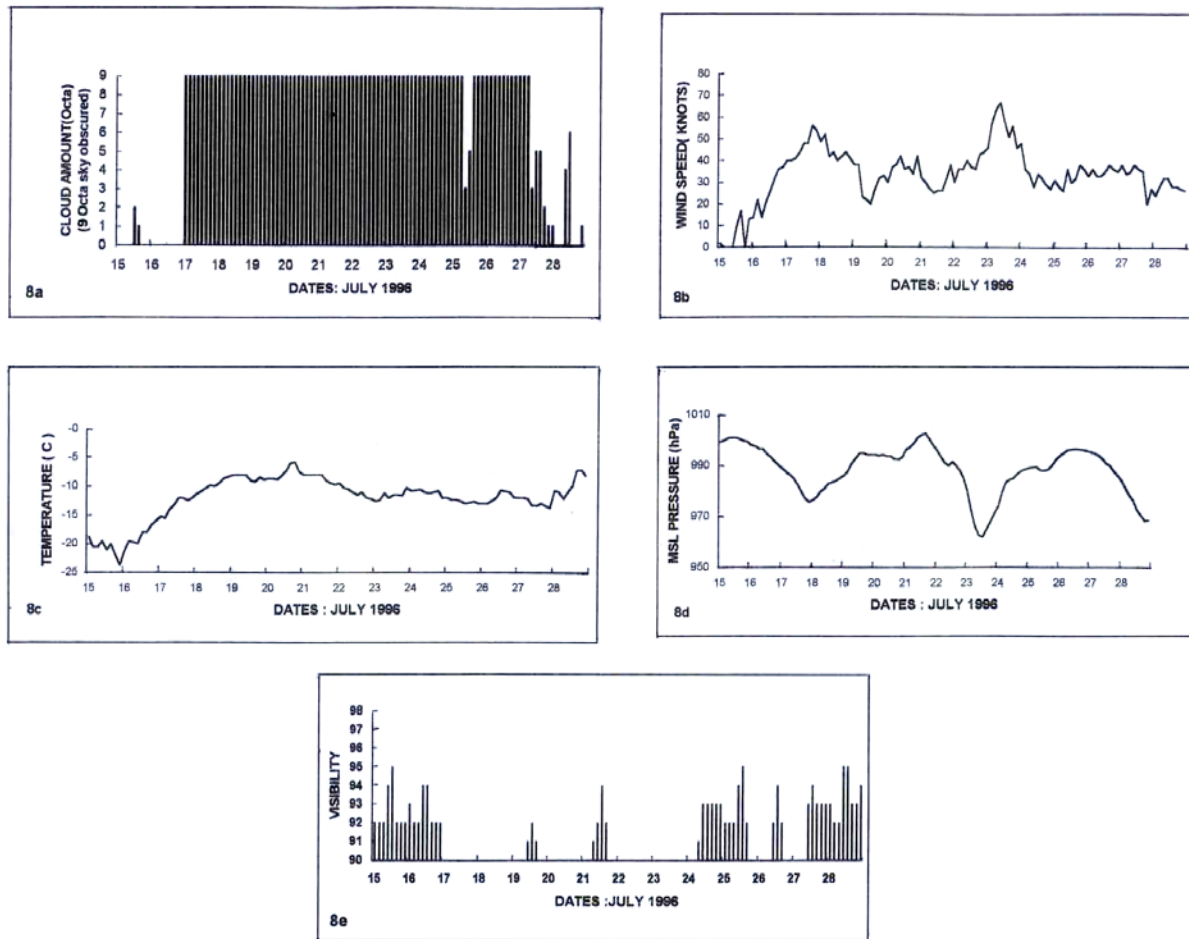 CLOUD AMOUNT(Octa)
(9 Octa sky obscured)
9
8
7
6
5
4
3
2
1
0
15 16 17 18 19 20 21 22 23 24 25 26 27 28
DATES: JULY 1996
8a
WIND SPEED( KNOTS)
80
70
60
50
40
30
20
10
0
15 16 17 18 19 20 21 22 23 24 25 26 27 28
DATES: JULY 1996
8b
TEMPERATURE ( C )
-0
-5
-10
-15
-20
-25
15 16 17 18 19 20 21 22 23 24 25 26 27 28
DATES : JULY 1996
8c
MSL PRESSURE (hPa)
1010
990
970
950
15 16 17 18 19 20 21 22 23 24 25 26 27 28
DATES : JULY 1996
8d
VISIBILITY
98
97
96
95
94
93
92
91
90
15 16 17 18 19 20 21 22 23 24 25 26 27 28
DATES :JULY 1996
8e